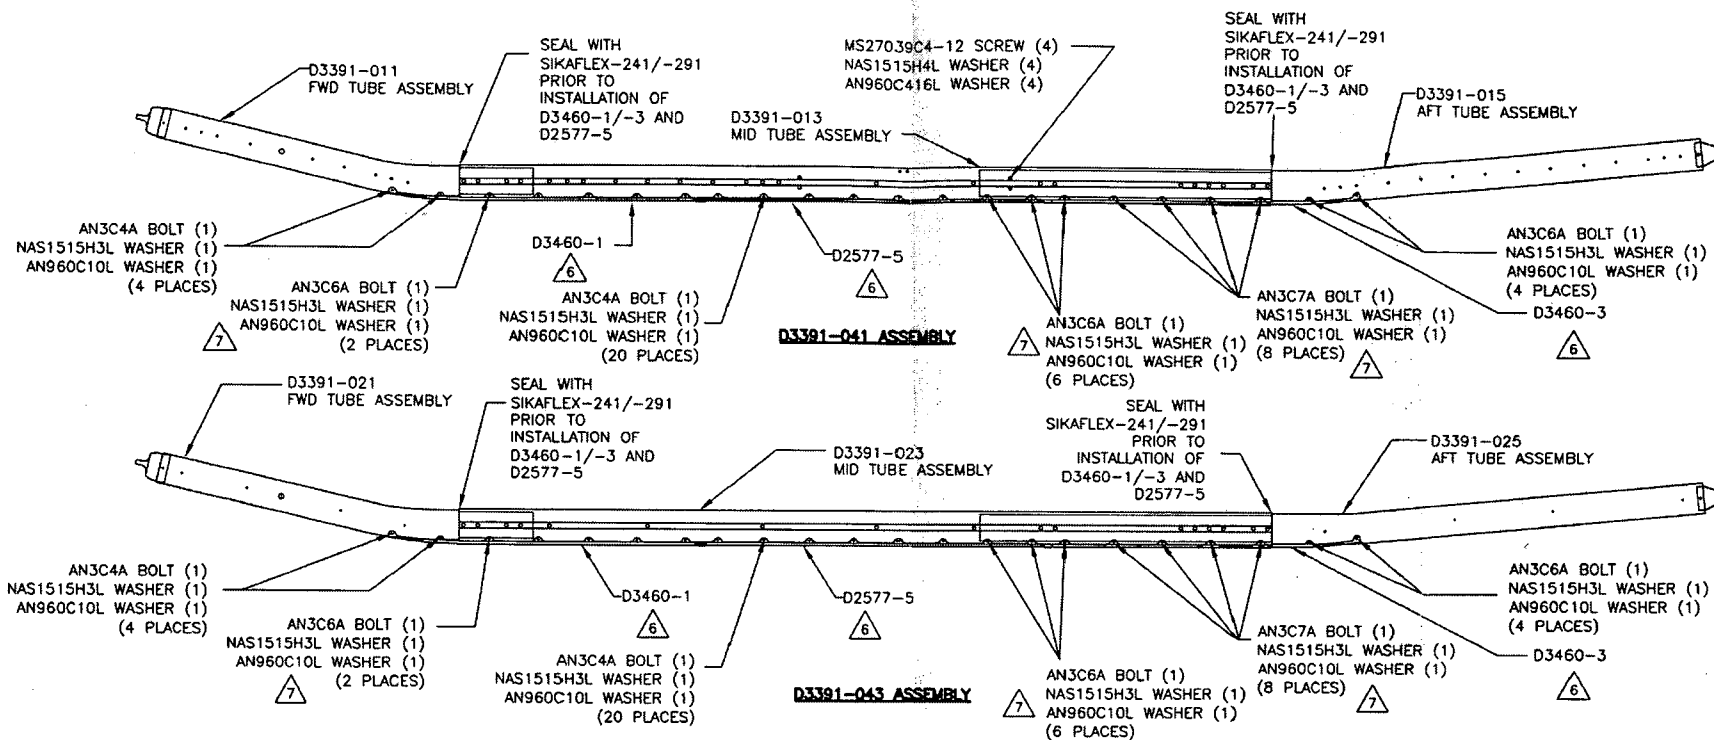 SEAL WITH
SIKAFLEX-241/-291
PRIOR TO
INSTALLATION OF
D3460-1/-3 AND
D2577-5
MS27039C4-12 SCREW (4)
NAS1515H4L WASHER (4)
AN960C416L WASHER (4)
SEAL WITH
SIKAFLEX-241/-291
PRIOR TO
INSTALLATION OF
D3460-1/-3 AND
D2577-5
D3391-011
FWD TUBE ASSEMBLY
D3391-013
MID TUBE ASSEMBLY
D3391-015
AFT TUBE ASSEMBLY
AN3C4A BOLT (1)
NAS1515H3L WASHER (1)
AN960C10L WASHER (1)
(4 PLACES)
AN3C6A BOLT (1)
NAS1515H3L WASHER (1)
AN960C10L WASHER (1)
(2 PLACES)
7
D3460-1
6
AN3C4A BOLT (1)
NAS1515H3L WASHER (1)
AN960C10L WASHER (1)
(20 PLACES)
D2577-5
6
D3391-041 ASSEMBLY
7
AN3C6A BOLT (1)
NAS1515H3L WASHER (1)
AN960C10L WASHER (1)
(6 PLACES)
AN3C7A BOLT (1)
NAS1515H3L WASHER (1)
AN960C10L WASHER (1)
(8 PLACES)
7
AN3C6A BOLT (1)
NAS1515H3L WASHER (1)
AN960C10L WASHER (1)
(4 PLACES)
D3460-3
6
D3391-021
FWD TUBE ASSEMBLY
SEAL WITH
SIKAFLEX-241/-291
PRIOR TO
INSTALLATION OF
D3460-1/-3 AND
D2577-5
D3391-023
MID TUBE ASSEMBLY
SEAL WITH
SIKAFLEX-241/-291
PRIOR TO
INSTALLATION OF
D3460-1/-3 AND
D2577-5
D3391-025
AFT TUBE ASSEMBLY
AN3C4A BOLT (1)
NAS1515H3L WASHER (1)
AN960C10L WASHER (1)
(4 PLACES)
AN3C6A BOLT (1)
NAS1515H3L WASHER (1)
AN960C10L WASHER (1)
(2 PLACES)
7
D3460-1
6
AN3C4A BOLT (1)
NAS1515H3L WASHER (1)
AN960C10L WASHER (1)
(20 PLACES)
D2577-5
6
D3391-043 ASSEMBLY
7
AN3C6A BOLT (1)
NAS1515H3L WASHER (1)
AN960C10L WASHER (1)
(6 PLACES)
AN3C7A BOLT (1)
NAS1515H3L WASHER (1)
AN960C10L WASHER (1)
(8 PLACES)
7
AN3C6A BOLT (1)
NAS1515H3L WASHER (1)
AN960C10L WASHER (1)
(4 PLACES)
D3460-3
6